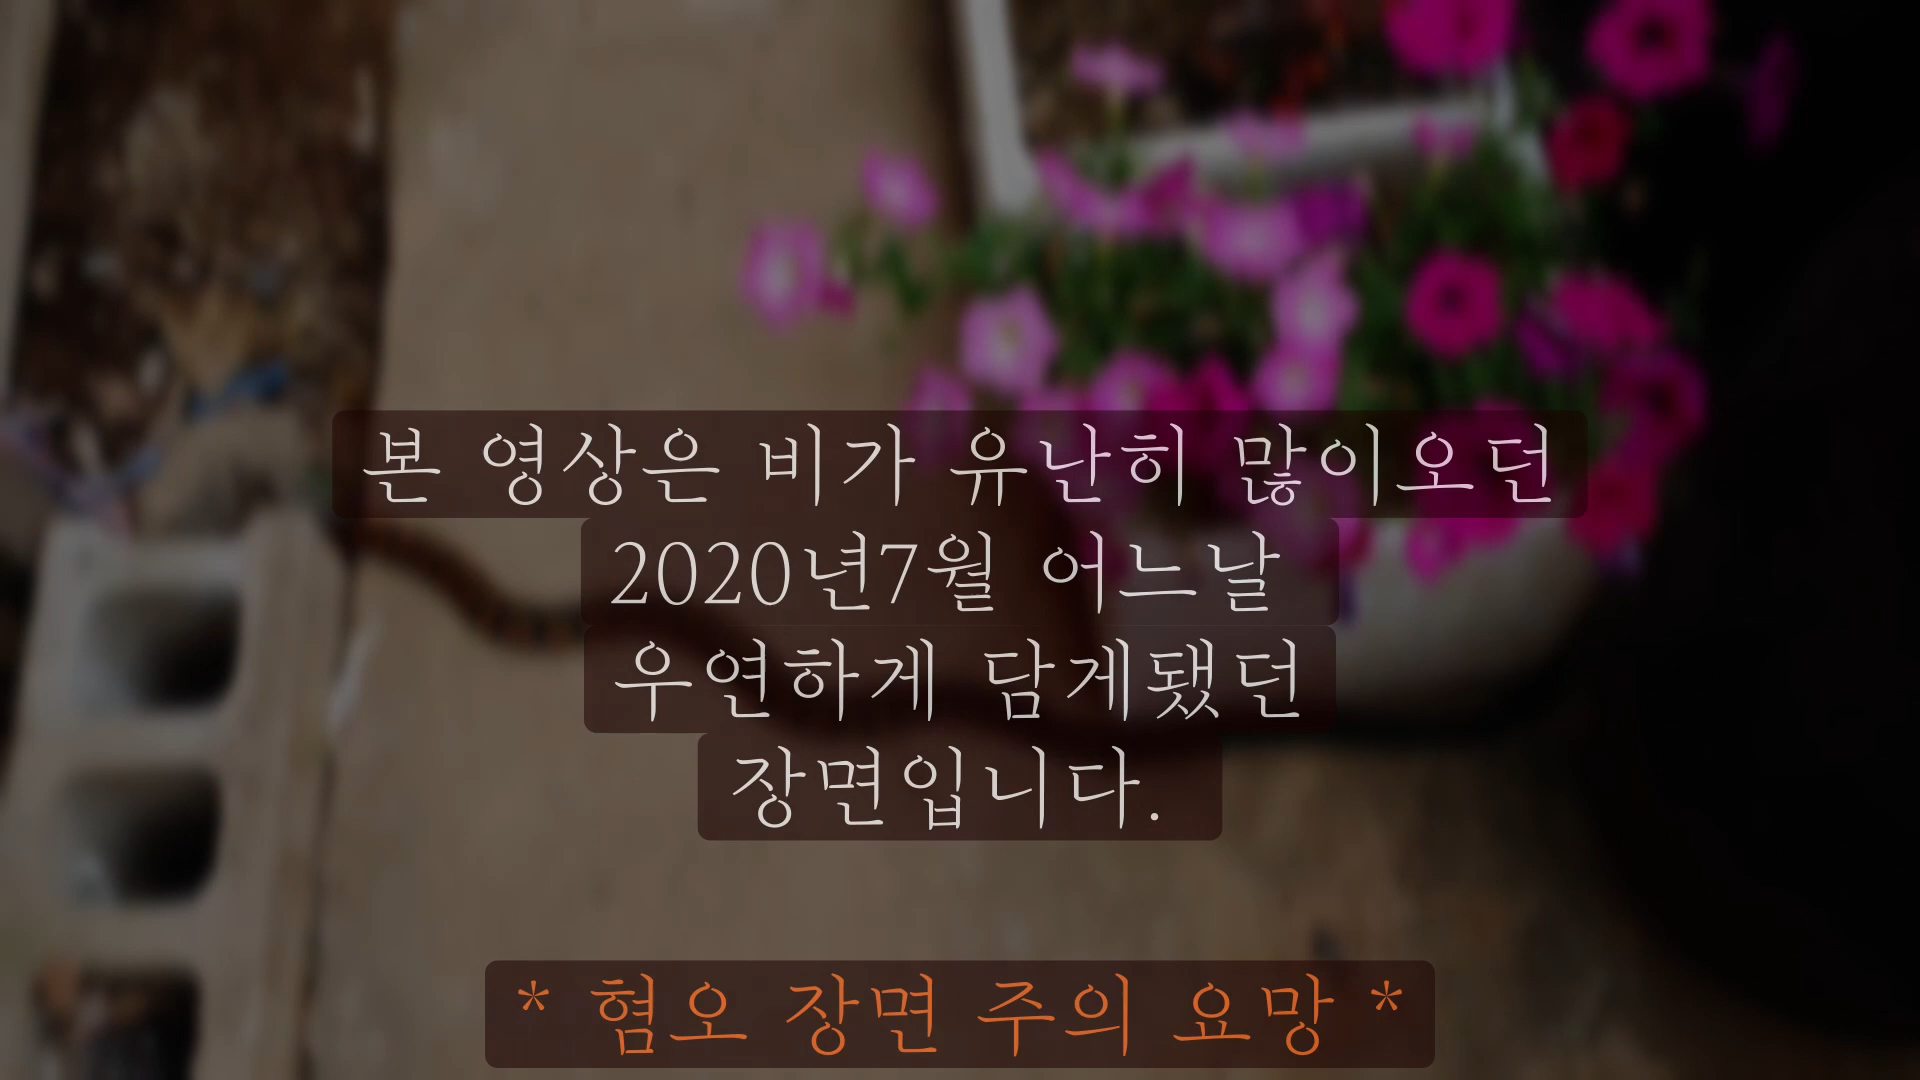 본 영상은 비가 유난히 많이오던
2020년7월 어느날
우연하게 담게됐던
장면입니다.
* 혐오 장면 주의 요망 *